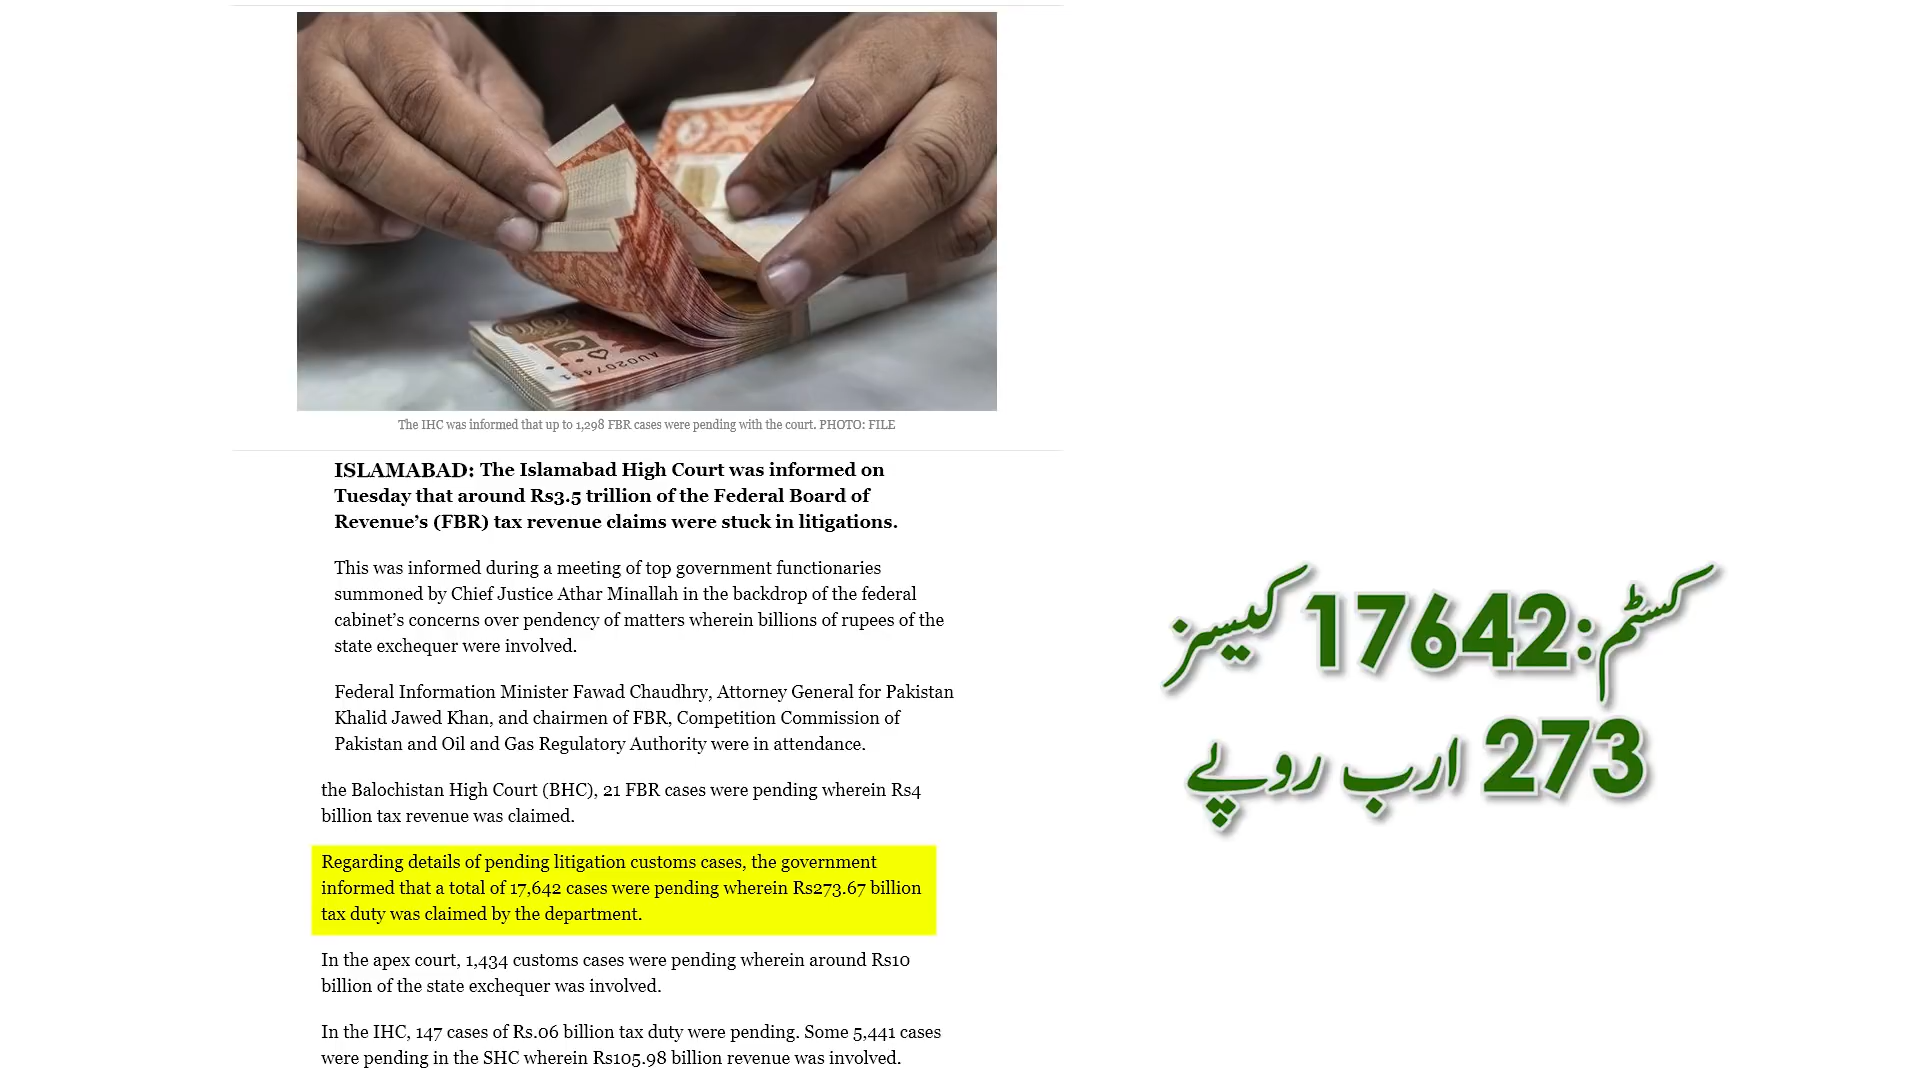 AU0207451
The IHC was informed that up to 1,298 FBR cases were pending with the court. PHOTO: FILE
ISLAMABAD: The Islamabad High Court was informed on
Tuesday that around Rs3.5 trillion of the Federal Board of
Revenue’s (FBR) tax revenue claims were stuck in litigations.
This was informed during a meeting of top government functionaries
summoned by Chief Justice Athar Minallah in the backdrop of the federal
cabinet’s concerns over pendency of matters wherein billions of rupees of the
state exchequer were involved.
Federal Information Minister Fawad Chaudhry, Attorney General for Pakistan
Khalid Jawed Khan, and chairmen of FBR, Competition Commission of
Pakistan and Oil and Gas Regulatory Authority were in attendance.
the Balochistan High Court (BHC), 21 FBR cases were pending wherein Rs4
billion tax revenue was claimed.
Regarding details of pending litigation customs cases, the government
informed that a total of 17,642 cases were pending wherein Rs273.67 billion
tax duty was claimed by the department.
In the apex court, 1,434 customs cases were pending wherein around Rs10
billion of the state exchequer was involved.
In the IHC, 147 cases of Rs.06 billion tax duty were pending. Some 5,441 cases
were pending in the SHC wherein Rs105.98 billion revenue was involved.
کسٹم: 17642 کیسز
273 ارب روپے